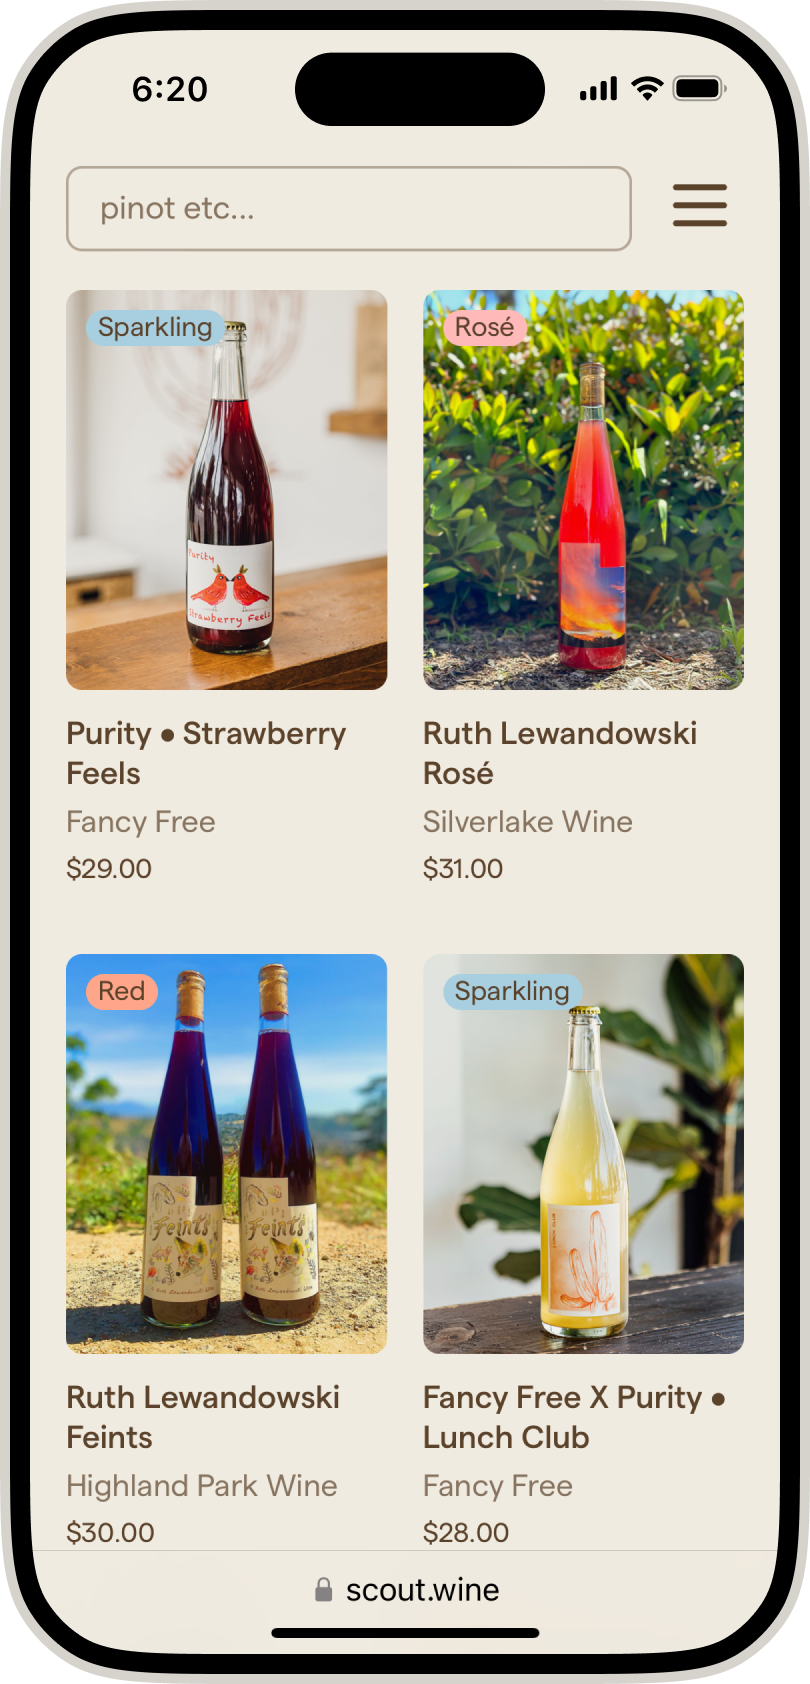 6:20
pinot etc...
Sparkling
Purity
Strawberry Feels
Rosé
Purity • Strawberry
Feels
Fancy Free
$29.00
Ruth Lewandowski
Rosé
Silverlake Wine
$31.00
Red
Feints
Feints
Sparkling
LUNCH CLUB
Ruth Lewandowski
Feints
Highland Park Wine
$30.00
Fancy Free X Purity •
Lunch Club
Fancy Free
$28.00
scout.wine